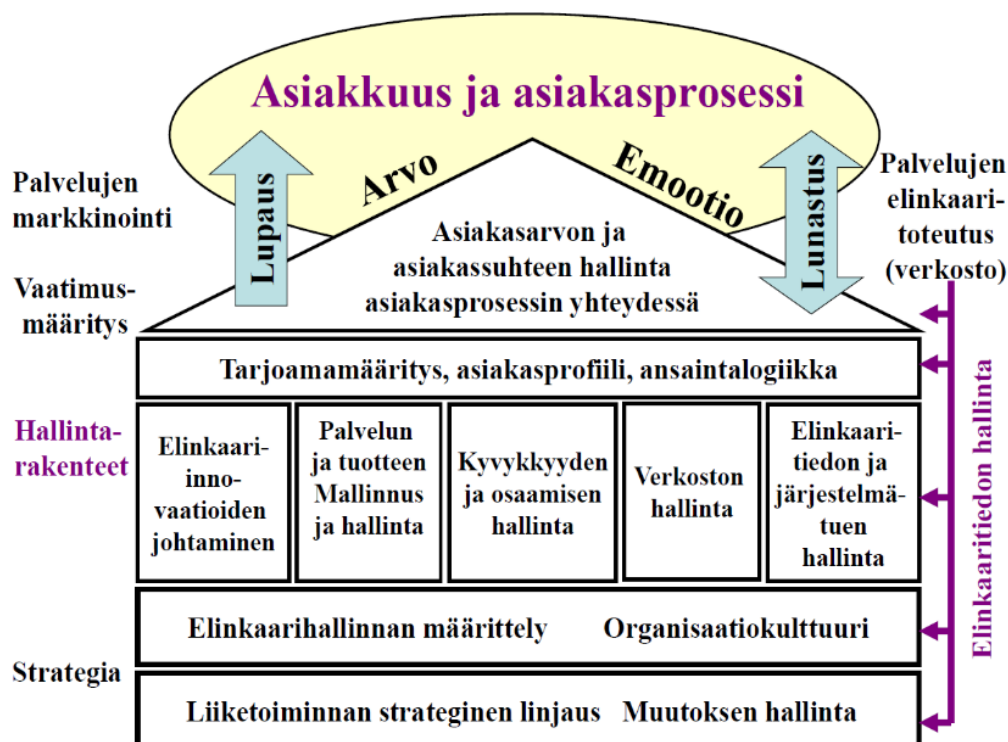 Asiakkuus ja asiakasprosessi
Arvo
Emootio
Lupaus
Lunastus
Palvelujen
markkinointi
Palvelujen
elinkaari-
toteutus
(verkosto)
Asiakasarvon ja
asiakassuhteen hallinta
asiakasprosessin yhteydessä
Vaatimus-
määritys
Tarjoamamääritys, asiakasprofiili, ansaintalogiikka
Hallinta-
rakenteet
Elinkaari-
inno-
vaatioiden
johtaminen
Palvelun
ja tuotteen
Mallinnus
ja hallinta
Kyvykkyyden
ja osaamisen
hallinta
Verkoston
hallinta
Elinkaari-
tiedon ja
järjestelmä-
tuen
hallinta
Elinkaaritiedon hallinta
Elinkaarihallinnan määrittely Organisaatiokulttuuri
Strategia
Liiketoiminnan strateginen linjaus Muutoksen hallinta